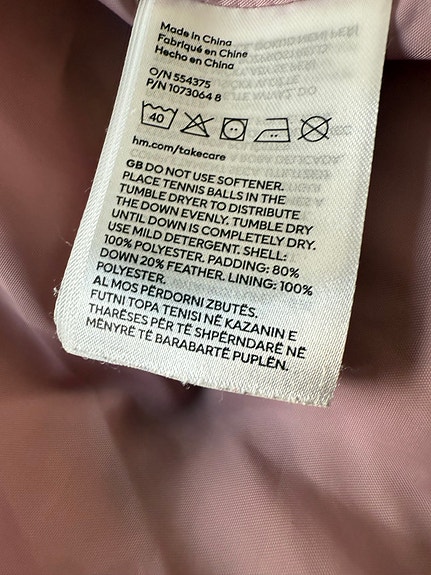 Made in China
Fabriqué en Chine
Hecho en China
O/N 554375
P/N 1073064 8
40
hm.com/takecare
GB DO NOT USE SOFTENER.
PLACE TENNIS BALLS IN THE
TUMBLE DRYER TO DISTRIBUTE
THE DOWN EVENLY. TUMBLE DRY
UNTIL DOWN IS COMPLETELY DRY.
USE MILD DETERGENT. SHELL:
100% POLYESTER. PADDING: 80%
DOWN 20% FEATHER. LINING: 100%
POLYESTER.
AL MOS PËRDORNI ZBUTËS.
FUTNI TOPA TENISI NË KAZANIN E
THARËSES PËR TË SHPËRNDARË NË
MËNYRË TË BARABARTË PUPLËN.